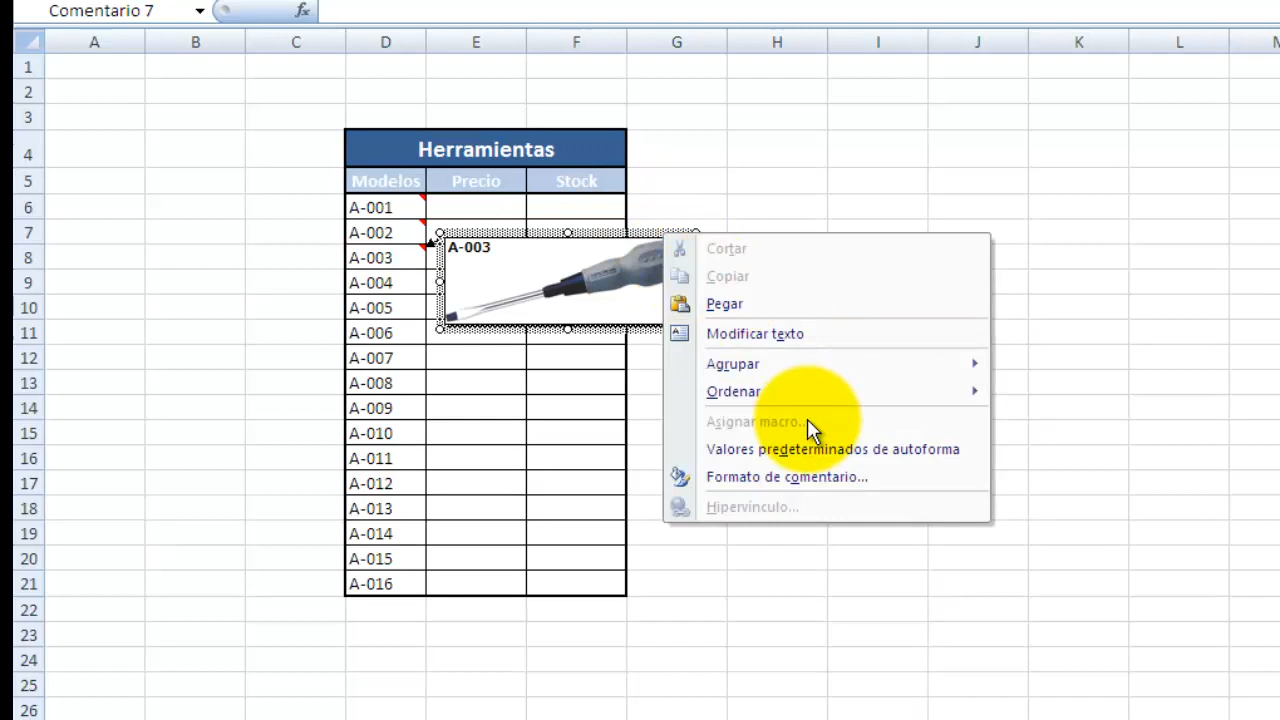 Comentario 7
fx
A B C D E F G H I J K L
1
2
3
4 Herramientas
5 Modelos Precio Stock
6 A-001
7 A-002
8 A-003
9 A-004
10 A-005
11 A-006
12 A-007
13 A-008
14 A-009
15 A-010
16 A-011
17 A-012
18 A-013
19 A-014
20 A-015
21 A-016
22
23
24
25
26
A-003
Cortar
Copiar
Pegar
Modificar texto
Agrupar
Ordenar
Asignar macro...
Valores predeterminados de autoforma
Formato de comentario...
Hipervínculo...